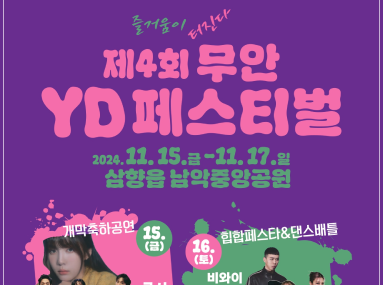 즐거움이 터진다
제4회 무안
YD페스티벌
2024. 11. 15.금 -11. 17.일
삼향읍 남악중앙공원
개막축하공연
15.
(금)
16.
(토)
힙합페스타&댄스배틀
비와이